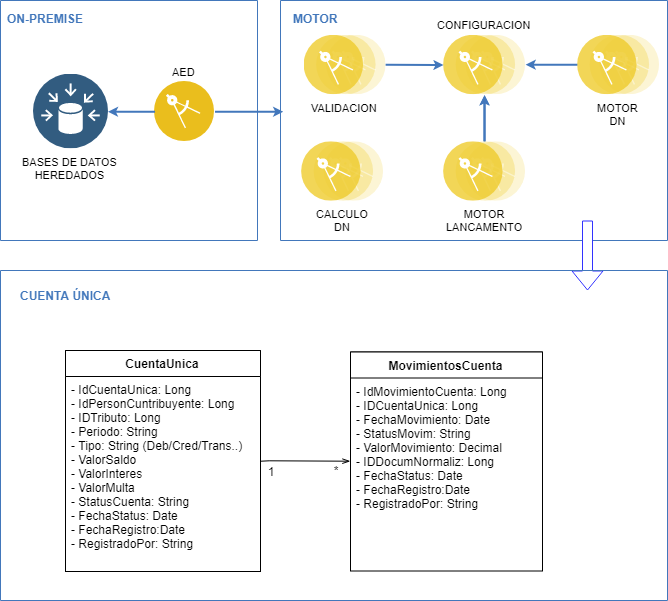 ON-PREMISE
AED
BASES DE DATOS
HEREDADOS
MOTOR
CONFIGURACION
VALIDACION
MOTOR
DN
CALCULO
DN
MOTOR
LANCAMENTO
CUENTA ÚNICA
CuentaUnica
- IdCuentaUnica: Long
- IdPersonCuntribuyente: Long
- IDTributo: Long
- Periodo: String
- Tipo: String (Deb/Cred/Trans..)
- ValorSaldo
- ValorInteres
- ValorMulta
- StatusCuenta: String
- FechaStatus: Date
- FechaRegistro:Date
- RegistradoPor: String
1
*
MovimientosCuenta
- IdMovimientoCuenta: Long
- IDCuentaUnica: Long
- FechaMovimiento: Date
- StatusMovim: String
- ValorMovimiento: Decimal
- IDDocumNormaliz: Long
- FechaStatus: Date
- FechaRegistro:Date
- RegistradoPor: String